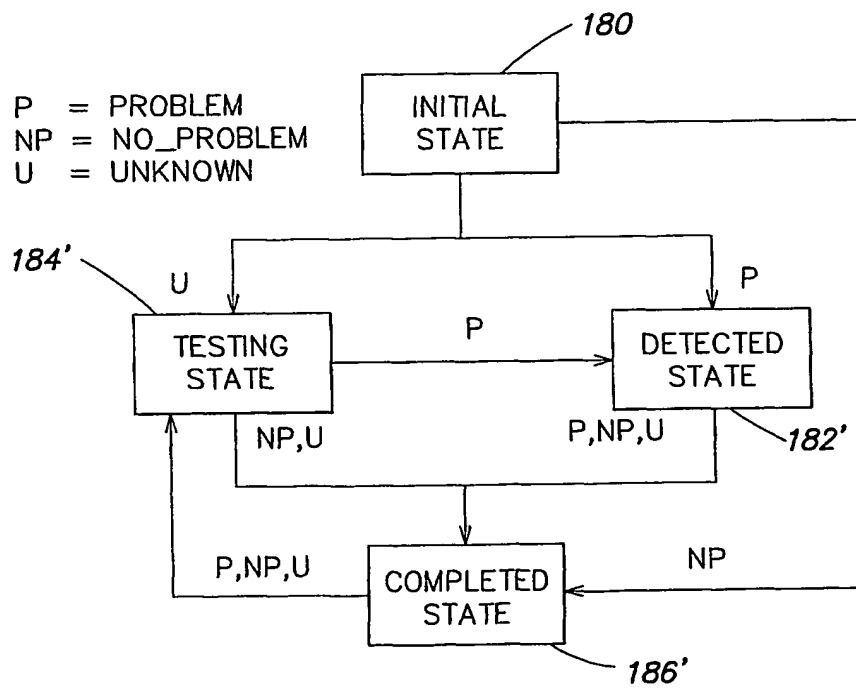 180
P = PROBLEM
NP = NO_PROBLEM
U = UNKNOWN
INITIAL
STATE
184'
U
P
TESTING
STATE
P
DETECTED
STATE
NP,U
P,NP,U
182'
P,NP,U
COMPLETED
STATE
NP
186'